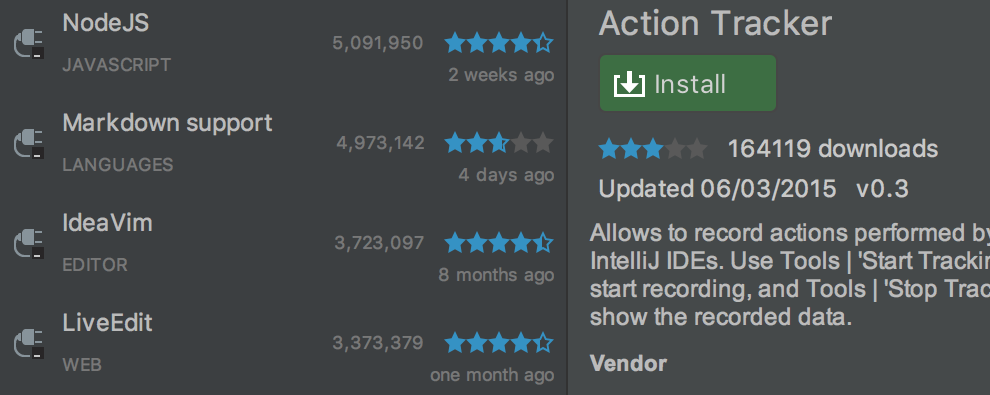 NodeJS
5,091,950
JAVASCRIPT
2 weeks ago
Markdown support
4,973,142
LANGUAGES
4 days ago
IdeaVim
3,723,097
EDITOR
8 months ago
LiveEdit
3,373,379
WEB
one month ago
Action Tracker
Install
164119 downloads
Updated 06/03/2015 v0.3
Allows to record actions performed by
IntelliJ IDEs. Use Tools | 'Start Trackin
start recording, and Tools | 'Stop Trac
show the recorded data.
Vendor